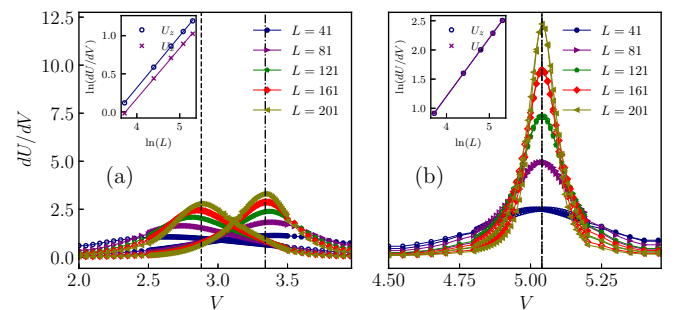 12.5
10.0
7.5
5.0
2.5
0.0
dU/dV
2.0
2.5
3.0
3.5
V
(a)
L = 41
L = 81
L = 121
L = 161
L = 201
1.0
0.5
0.0
ln(dU/dV)
4
5
ln(L)
U_z
4.50
4.75
5.00
5.25
V
(b)
L = 41
L = 81
L = 121
L = 161
L = 201
2.5
2.0
1.5
1.0
ln(dU/dV)
4
5
ln(L)
U_z